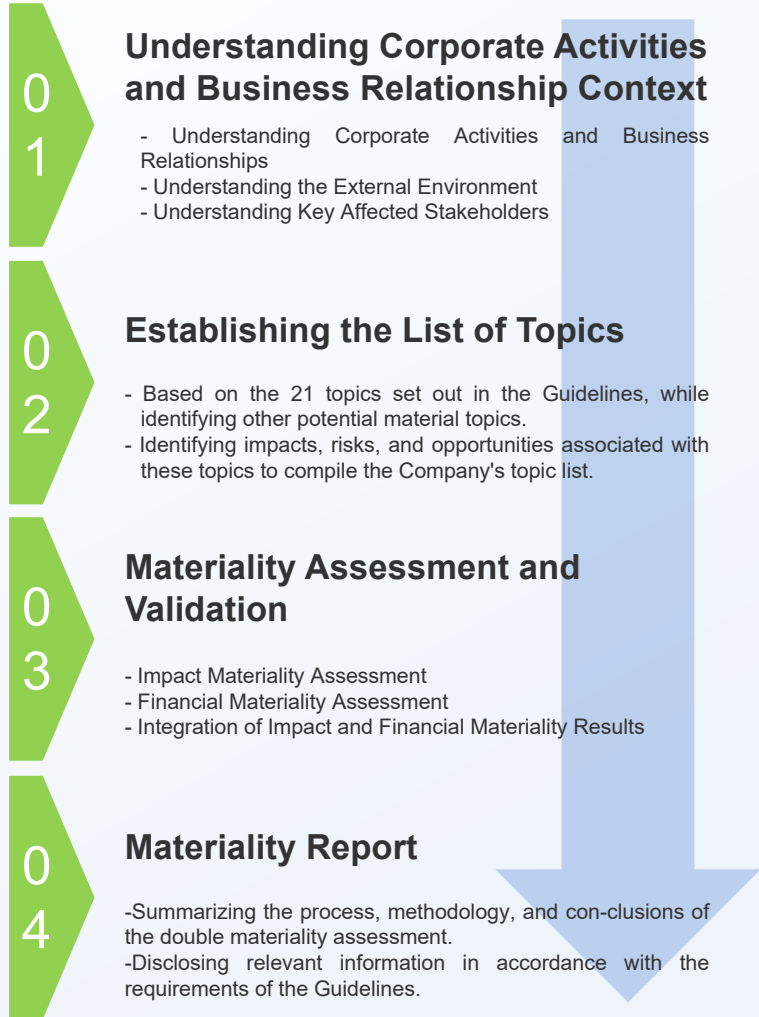 0
1
Understanding Corporate Activities
and Business Relationship Context
- Understanding Corporate Activities and Business
Relationships
- Understanding the External Environment
- Understanding Key Affected Stakeholders
0
2
Establishing the List of Topics
- Based on the 21 topics set out in the Guidelines, while
identifying other potential material topics.
- Identifying impacts, risks, and opportunities associated with
these topics to compile the Company's topic list.
0
3
Materiality Assessment and
Validation
- Impact Materiality Assessment
- Financial Materiality Assessment
- Integration of Impact and Financial Materiality Results
0
4
Materiality Report
-Summarizing the process, methodology, and con-clusions of
the double materiality assessment.
-Disclosing relevant information in accordance with the
requirements of the Guidelines.